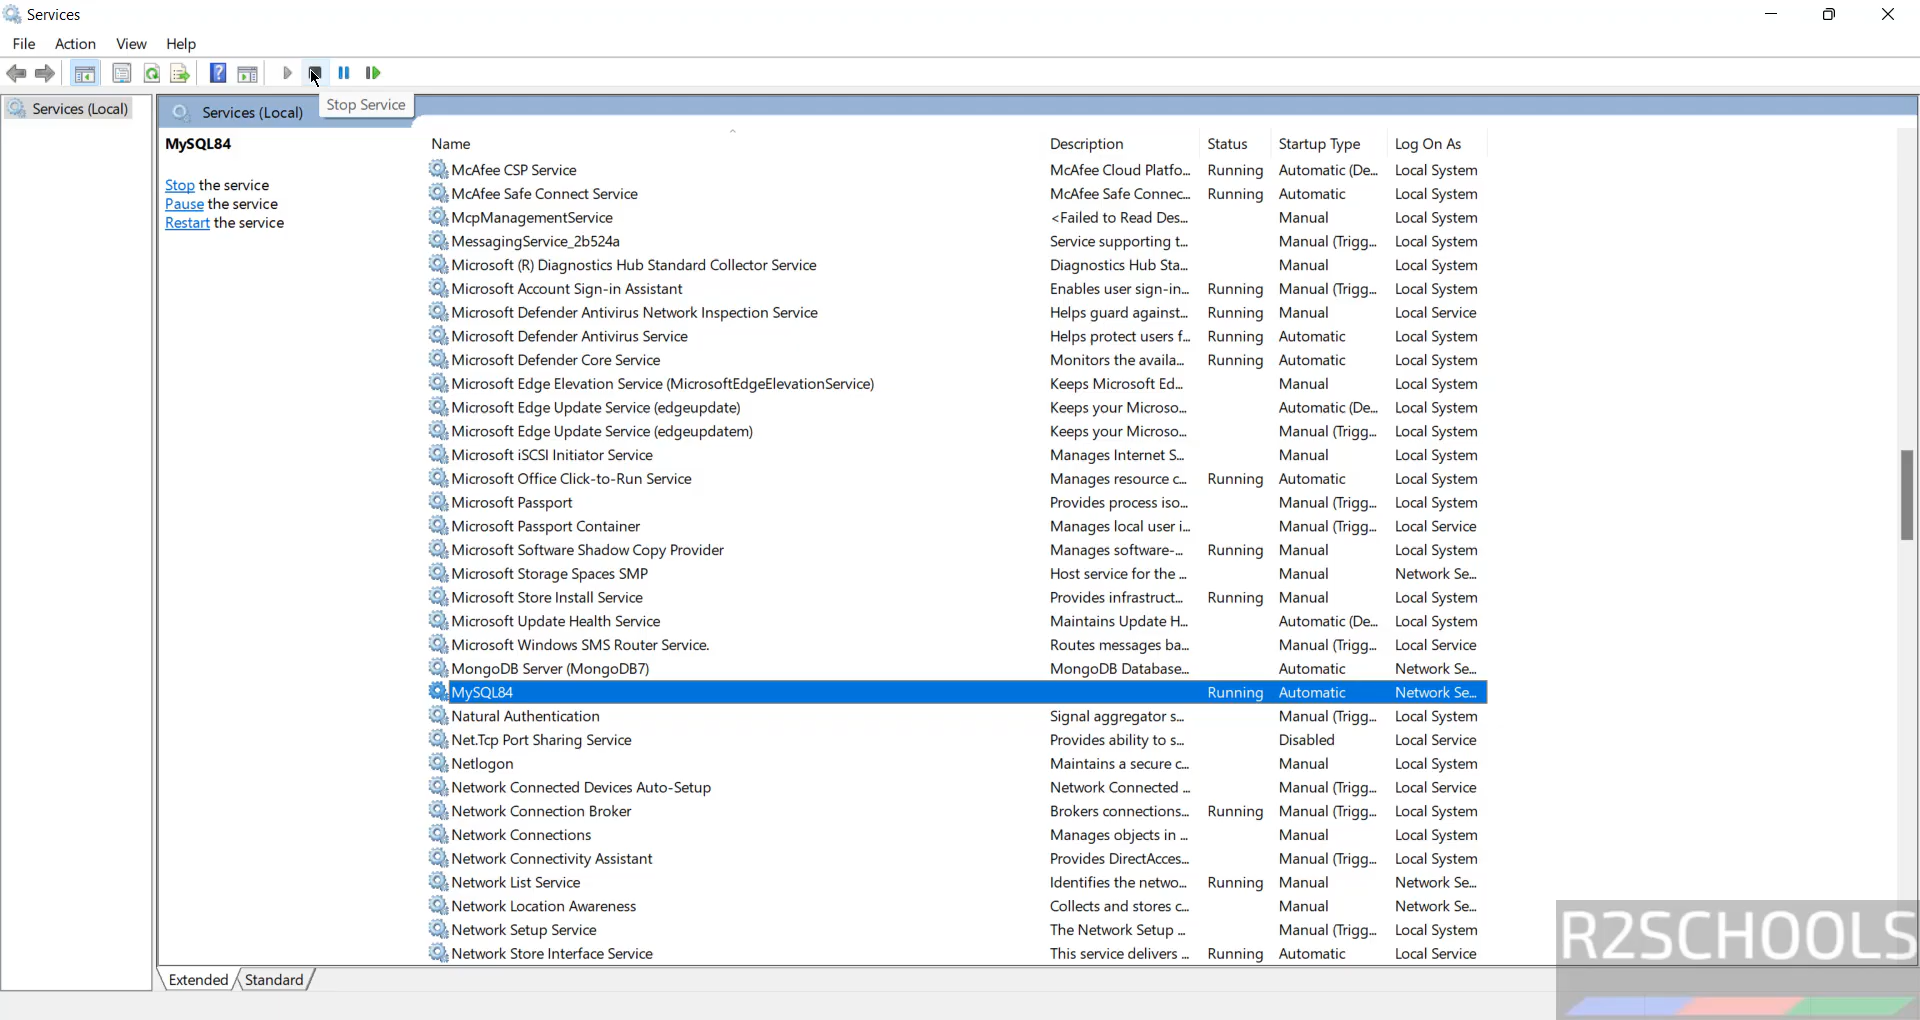 Services
File Action View Help
Stop Service
Services (Local)
Services (Local)
MySQL84
Stop the service
Pause the service
Restart the service
Name Description Status Startup Type Log On As
McAfee CSP Service McAfee Cloud Platfo... Running Automatic (De... Local System
McAfee Safe Connect Service McAfee Safe Connec... Running Automatic Local System
McpManagementService <Failed to Read Des... Manual Local System
MessagingService_2b524a Service supporting t... Manual (Trigg... Local System
Microsoft (R) Diagnostics Hub Standard Collector Service Diagnostics Hub Sta... Manual Local System
Microsoft Account Sign-in Assistant Enables user sign-in... Running Manual (Trigg... Local System
Microsoft Defender Antivirus Network Inspection Service Helps guard against... Running Manual Local Service
Microsoft Defender Antivirus Service Helps protect users f... Running Automatic Local System
Microsoft Defender Core Service Monitors the availa... Running Automatic Local System
Microsoft Edge Elevation Service (MicrosoftEdgeElevationService) Keeps Microsoft Ed... Manual Local System
Microsoft Edge Update Service (edgeupdate) Keeps your Microso... Automatic (De... Local System
Microsoft Edge Update Service (edgeupdatem) Keeps your Microso... Manual (Trigg... Local System
Microsoft iSCSI Initiator Service Manages Internet S... Manual Local System
Microsoft Office Click-to-Run Service Manages resource c... Running Automatic Local System
Microsoft Passport Provides process iso... Manual (Trigg... Local System
Microsoft Passport Container Manages local user i... Manual (Trigg... Local Service
Microsoft Software Shadow Copy Provider Manages software-... Running Manual Local System
Microsoft Storage Spaces SMP Host service for the ... Manual Network Se...
Microsoft Store Install Service Provides infrastruct... Running Manual Local System
Microsoft Update Health Service Maintains Update H... Automatic (De... Local System
Microsoft Windows SMS Router Service. Routes messages ba... Manual (Trigg... Local Service
MongoDB Server (MongoDB7) MongoDB Database... Automatic Network Se...
MySQL84 Running Automatic Network Se...
Natural Authentication Signal aggregator s... Manual (Trigg... Local System
Net.Tcp Port Sharing Service Provides ability to s... Disabled Local Service
Netlogon Maintains a secure c... Manual Local System
Network Connected Devices Auto-Setup Network Connected ... Manual (Trigg... Local Service
Network Connection Broker Brokers connections... Running Manual (Trigg... Local System
Network Connections Manages objects in ... Manual Local System
Network Connectivity Assistant Provides DirectAcces... Manual (Trigg... Local System
Network List Service Identifies the netwo... Running Manual Network Se...
Network Location Awareness Collects and stores c... Manual Network Se...
Network Setup Service The Network Setup ... Manual (Trigg... Local System
Network Store Interface Service This service delivers ... Running Automatic Local Service
Extended Standard
R2SCHOOLS